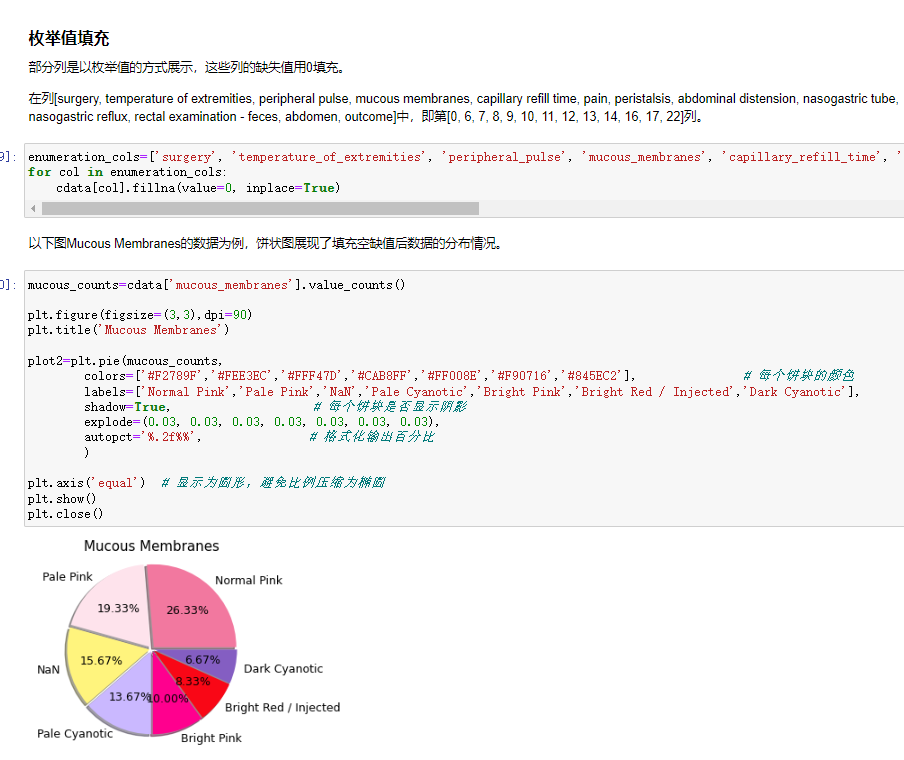 枚举值填充
部分列是以枚举值的方式展示，这些列的缺失值用0填充。
在列[surgery, temperature of extremities, peripheral pulse, mucous membranes, capillary refill time, pain, peristalsis, abdominal distension, nasogastric tube,
nasogastric reflux, rectal examination - feces, abdomen, outcome]中，即第[0, 6, 7, 8, 9, 10, 11, 12, 13, 14, 16, 17, 22]列。
9]: enumeration_cols=['surgery', 'temperature_of_extremities', 'peripheral_pulse', 'mucous_membranes', 'capillary_refill_time', '
for col in enumeration_cols:
    cdata[col].fillna(value=0, inplace=True)
以下图Mucous Membranes的数据为例，饼状图展现了填充空缺值后数据的分布情况。
0]: mucous_counts=cdata['mucous_membranes'].value_counts()
plt.figure(figsize=(3,3),dpi=90)
plt.title('Mucous Membranes')
plot2=plt.pie(mucous_counts,
        colors=['#F2789F','#FEE3EC','#FFF47D','#CAB8FF','#FF008E','#F90716','#845EC2'],                # 每个饼块的颜色
        labels=['Normal Pink','Pale Pink','NaN','Pale Cyanotic','Bright Pink','Bright Red / Injected','Dark Cyanotic'],
        shadow=True,                     # 每个饼块是否显示阴影
        explode=(0.03, 0.03, 0.03, 0.03, 0.03, 0.03, 0.03),
        autopct='%.2f%%',                # 格式化输出百分比
        )
plt.axis('equal')  # 显示为圆形，避免比例压缩为椭圆
plt.show()
plt.close()
Mucous Membranes
Pale Pink
Normal Pink
19.33%
26.33%
NaN
15.67%
6.67%
Dark Cyanotic
8.33%
13.67%
10.00%
Bright Red / Injected
Pale Cyanotic
Bright Pink